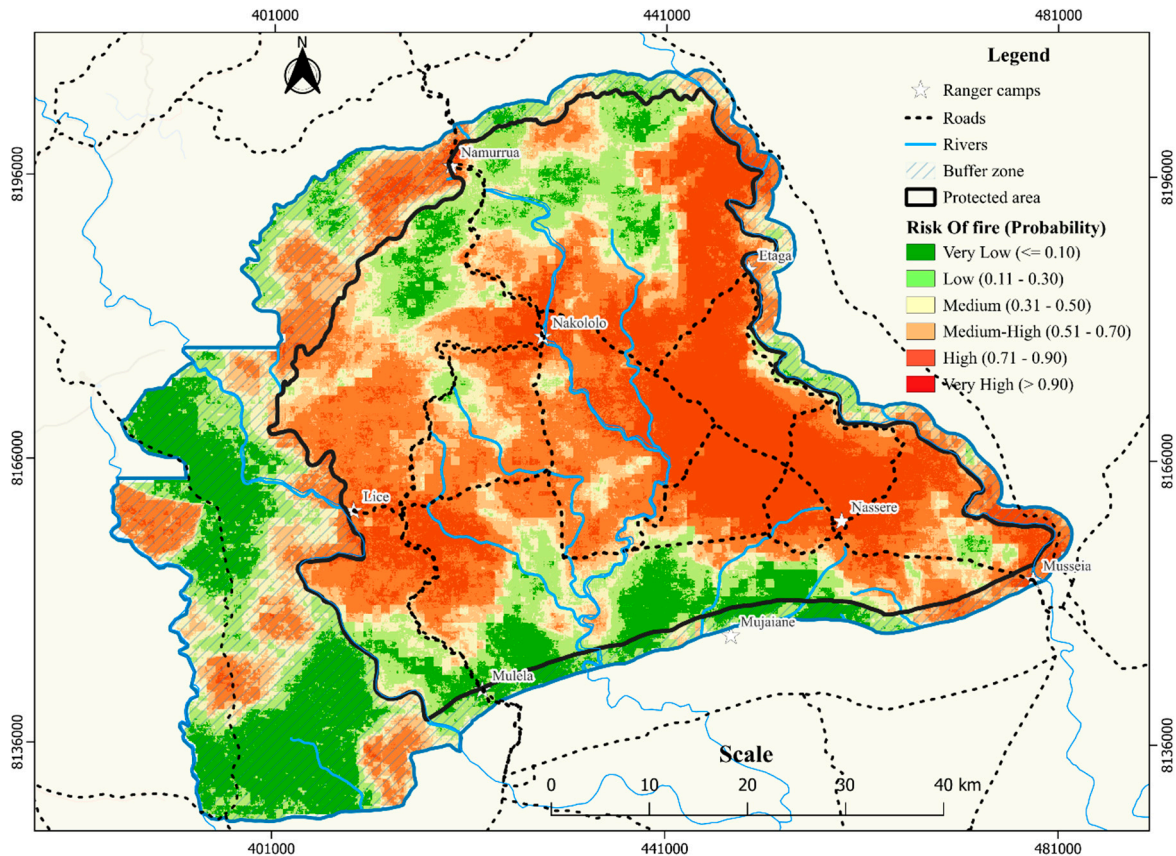 401000
441000
481000
N
8196000
8166000
8136000
8196000
8166000
8136000
Legend
Ranger camps
Roads
Rivers
Buffer zone
Protected area
Risk Of fire (Probability)
Very Low (<= 0.10)
Low (0.11 - 0.30)
Medium (0.31 - 0.50)
Medium-High (0.51 - 0.70)
High (0.71 - 0.90)
Very High (> 0.90)
Namurrua
Etaga
Nakololo
Lice
Nassere
Musseia
Mujaiane
Mulela
Scale
0
10
20
30
40 km
401000
441000
481000